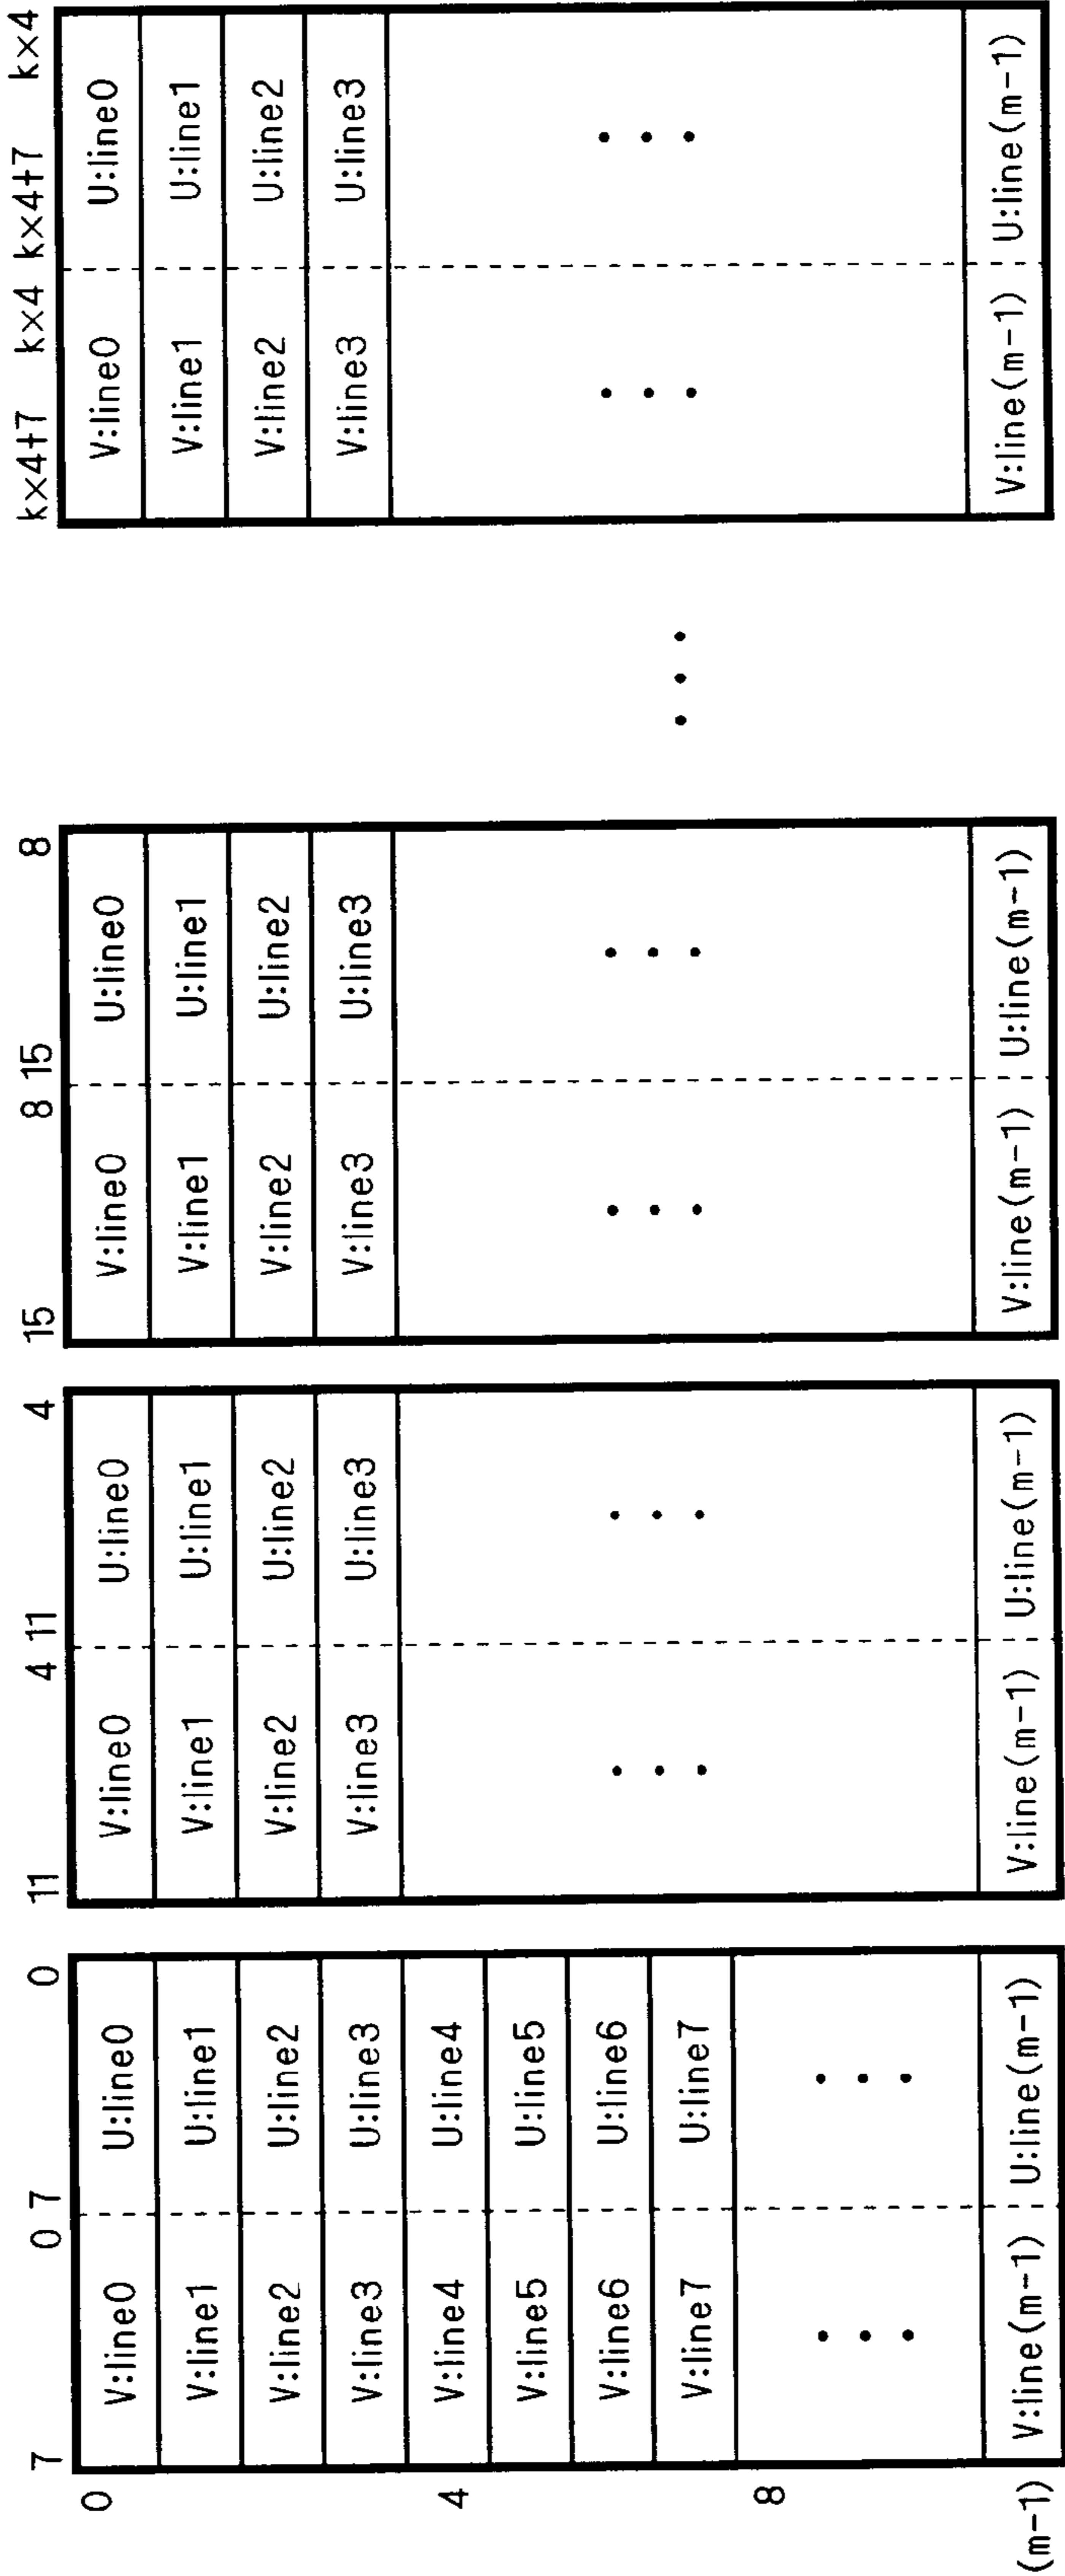 7 0 7 0 11 4 11 4 15 8 15 8 k×4+7 k×4 k×4+7 k×4
0 V:line0 U:line0 V:line0 U:line0 V:line0 U:line0 V:line0 U:line0
V:line1 U:line1 V:line1 U:line1 V:line1 U:line1 V:line1 U:line1
V:line2 U:line2 V:line2 U:line2 V:line2 U:line2 V:line2 U:line2
V:line3 U:line3 V:line3 U:line3 V:line3 U:line3 V:line3 U:line3
4 V:line4 U:line4
V:line5 U:line5
V:line6 U:line6
V:line7 U:line7
8
(m-1) V:line(m-1) U:line(m-1) V:line(m-1) U:line(m-1) V:line(m-1) U:line(m-1) V:line(m-1) U:line(m-1)